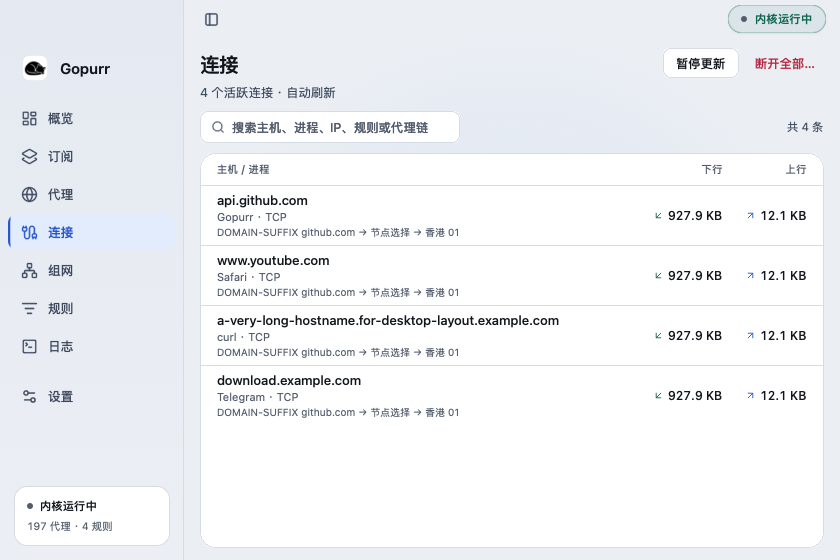 内核运行中
Gopurr
概览
订阅
代理
连接
组网
规则
日志
设置
内核运行中
197 代理 · 4 规则
连接
4 个活跃连接 · 自动刷新
暂停更新
断开全部...
搜索主机、进程、IP、规则或代理链
共 4 条
主机 / 进程 下行 上行
api.github.com
Gopurr · TCP
DOMAIN-SUFFIX github.com → 节点选择 → 香港 01
↙ 927.9 KB ↗ 12.1 KB
www.youtube.com
Safari · TCP
DOMAIN-SUFFIX github.com → 节点选择 → 香港 01
↙ 927.9 KB ↗ 12.1 KB
a-very-long-hostname.for-desktop-layout.example.com
curl · TCP
DOMAIN-SUFFIX github.com → 节点选择 → 香港 01
↙ 927.9 KB ↗ 12.1 KB
download.example.com
Telegram · TCP
DOMAIN-SUFFIX github.com → 节点选择 → 香港 01
↙ 927.9 KB ↗ 12.1 KB